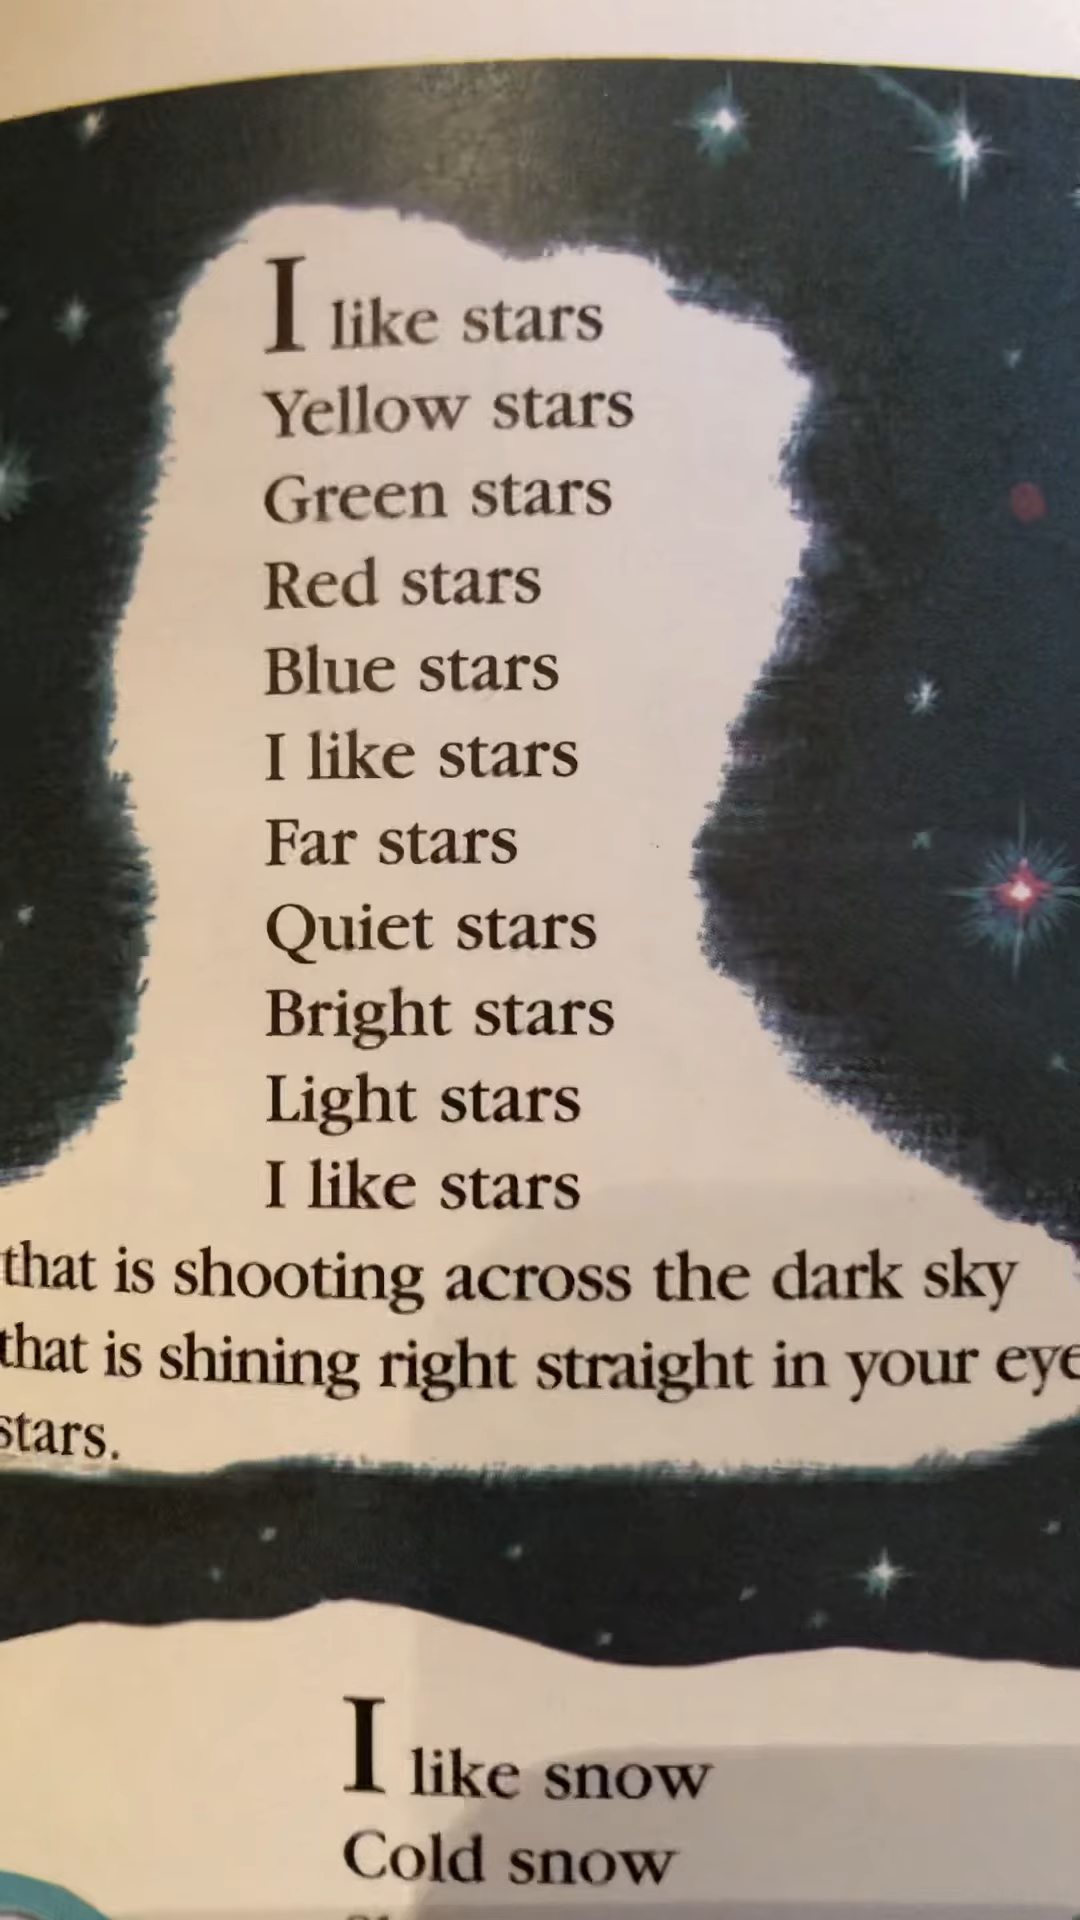 I like stars
Yellow stars
Green stars
Red stars
Blue stars
I like stars
Far stars
Quiet stars
Bright stars
Light stars
I like stars
that is shooting across the dark sky
that is shining right straight in your eye
stars.
I like snow
Cold snow